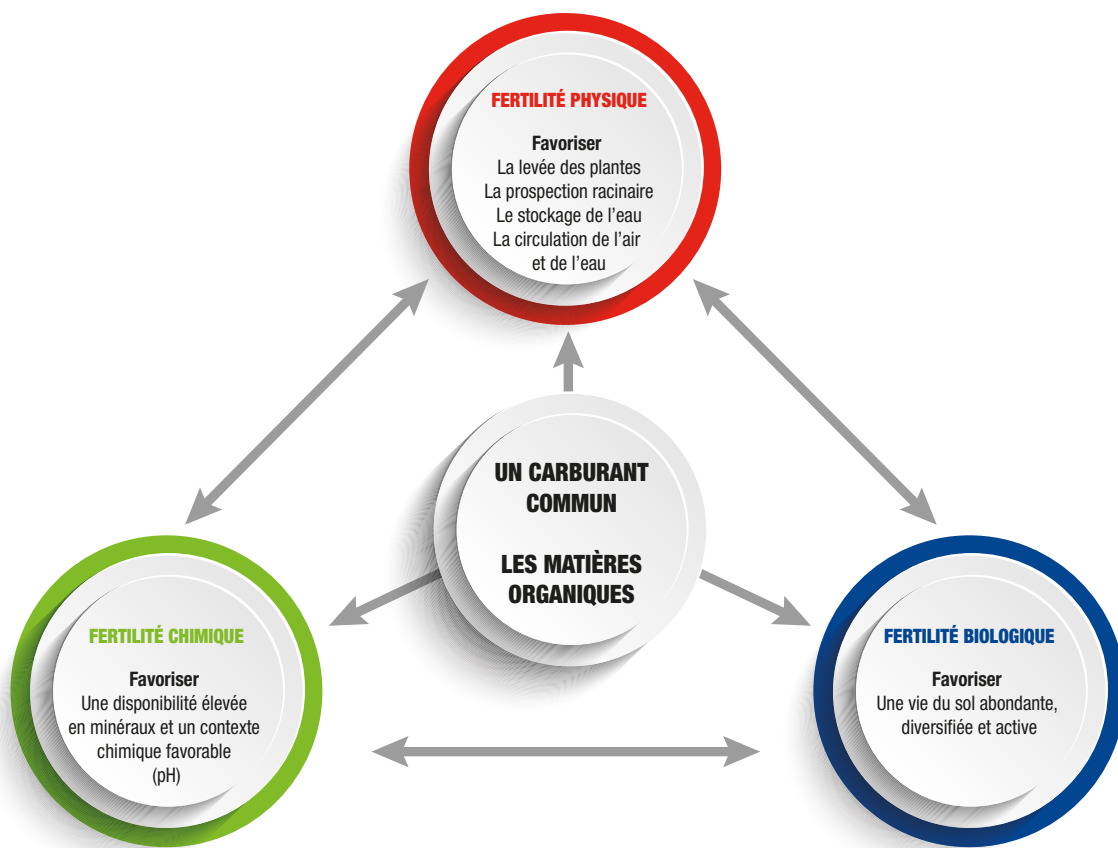 FERTILITÉ PHYSIQUE
Favoriser
La levée des plantes
La prospection racinaire
Le stockage de l'eau
La circulation de l'air
et de l'eau
UN CARBURANT
COMMUN
LES MATIÈRES
ORGANIQUES
FERTILITÉ CHIMIQUE
Favoriser
Une disponibilité élevée
en minéraux et un contexte
chimique favorable
(pH)
FERTILITÉ BIOLOGIQUE
Favoriser
Une vie du sol abondante,
diversifiée et active